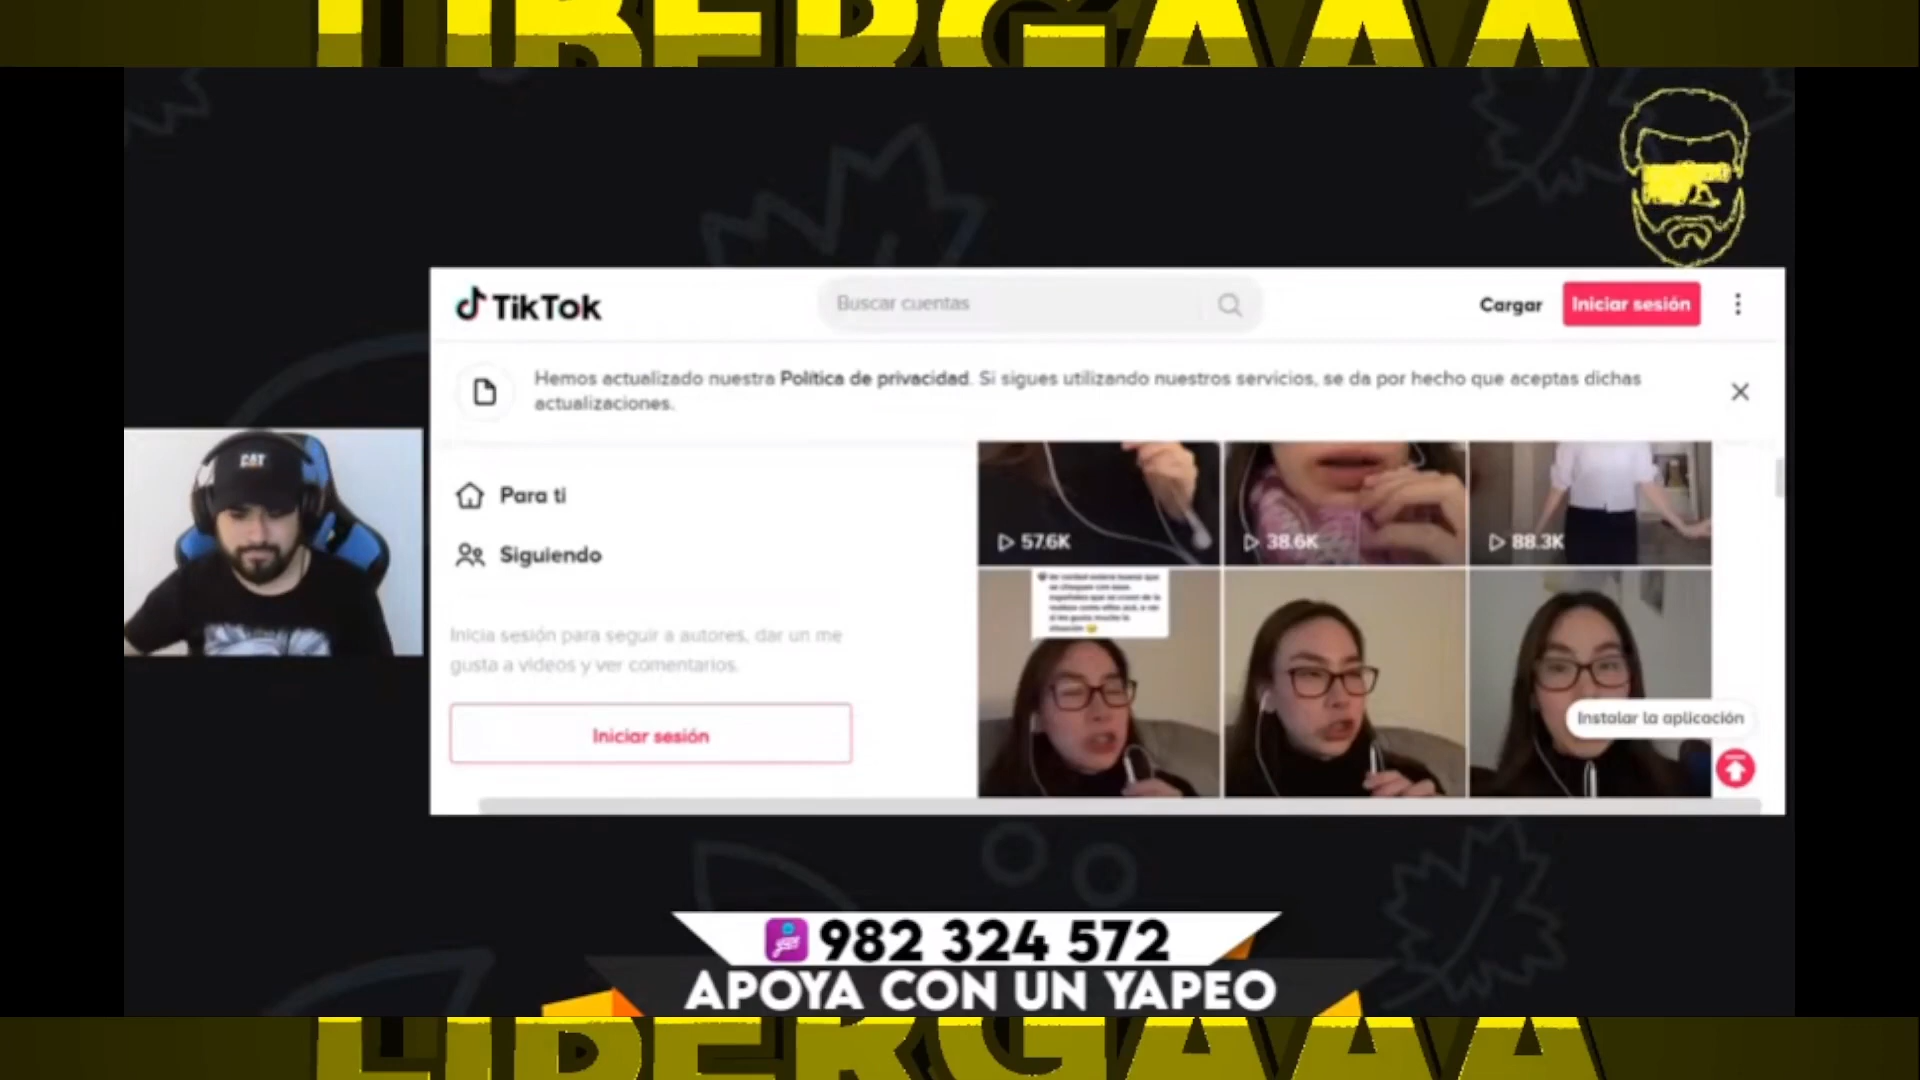 LIBERGAAA
TikTok
Buscar cuentas
Cargar
Iniciar sesión
Hemos actualizado nuestra Política de privacidad. Si sigues utilizando nuestros servicios, se da por hecho que aceptas dichas
actualizaciones.
CAT
Para ti
Siguiendo
57.6K
38.6K
88.3K
Inicia sesión para seguir a autores, dar un me
gusta a videos y ver comentarios.
Iniciar sesión
Instalar la aplicación
982 324 572
APOYA CON UN YAPEO
LIBERGAAA